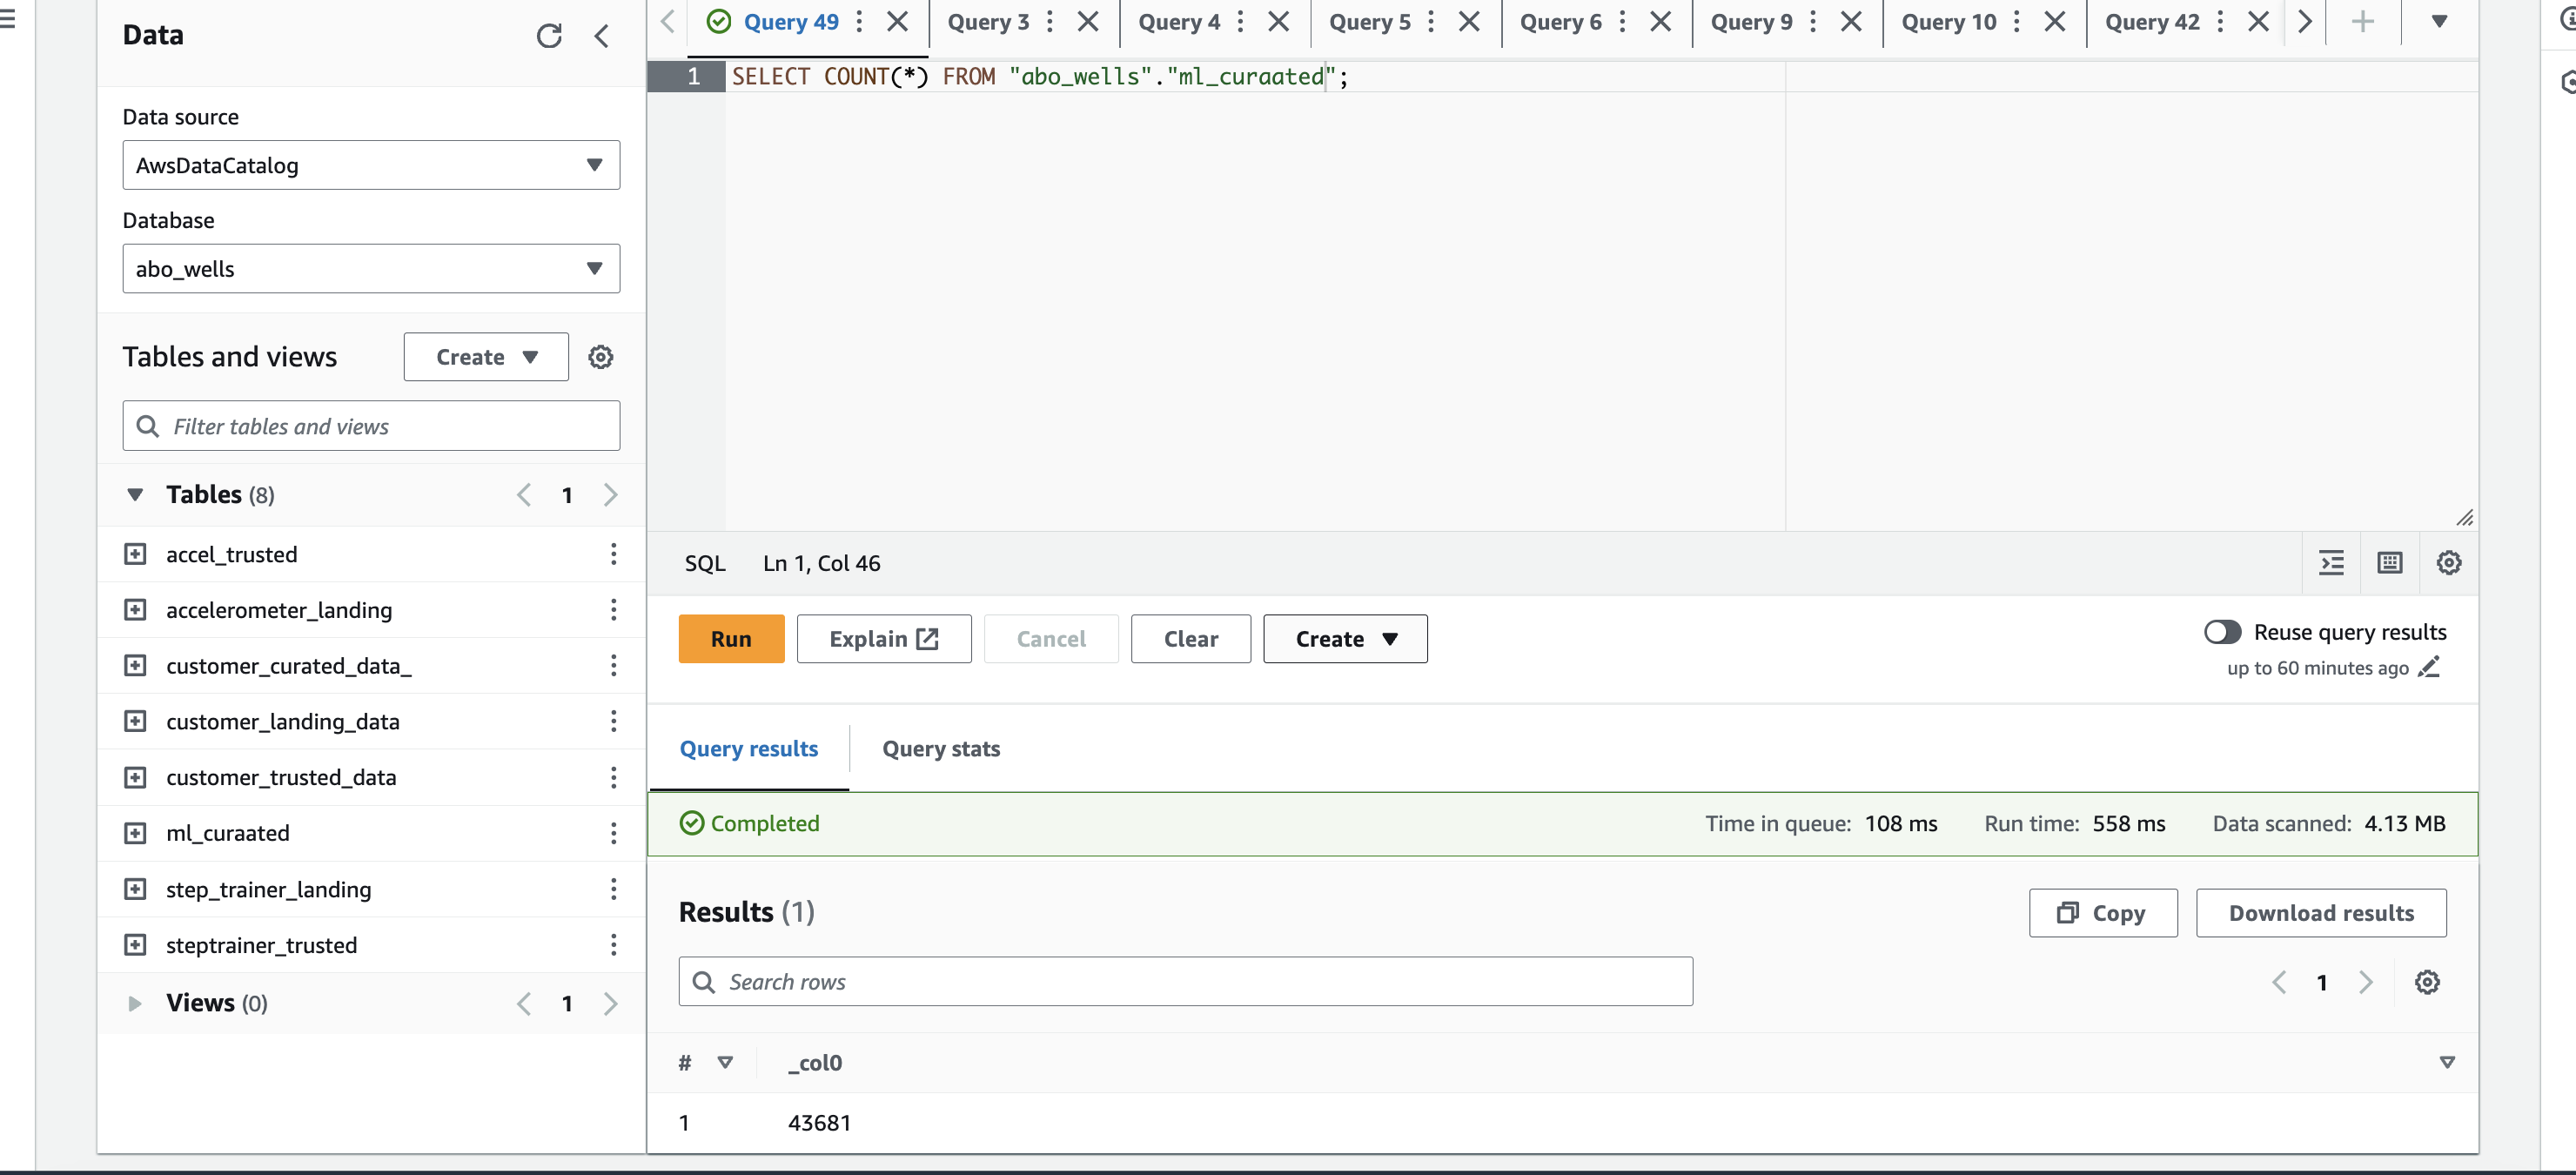 Data
Data source
AwsDataCatalog
Database
abo_wells
Tables and views
Create
Filter tables and views
Tables (8)
1
accel_trusted
accelerometer_landing
customer_curated_data_
customer_landing_data
customer_trusted_data
ml_curaated
step_trainer_landing
steptrainer_trusted
Views (0)
1
Query 49
Query 3
Query 4
Query 5
Query 6
Query 9
Query 10
Query 42
1 SELECT COUNT(*) FROM "abo_wells"."ml_curaated";
SQL Ln 1, Col 46
Run
Explain
Cancel
Clear
Create
Reuse query results
up to 60 minutes ago
Query results
Query stats
Completed
Time in queue: 108 ms
Run time: 558 ms
Data scanned: 4.13 MB
Results (1)
Copy
Download results
Search rows
1
# _col0
1 43681